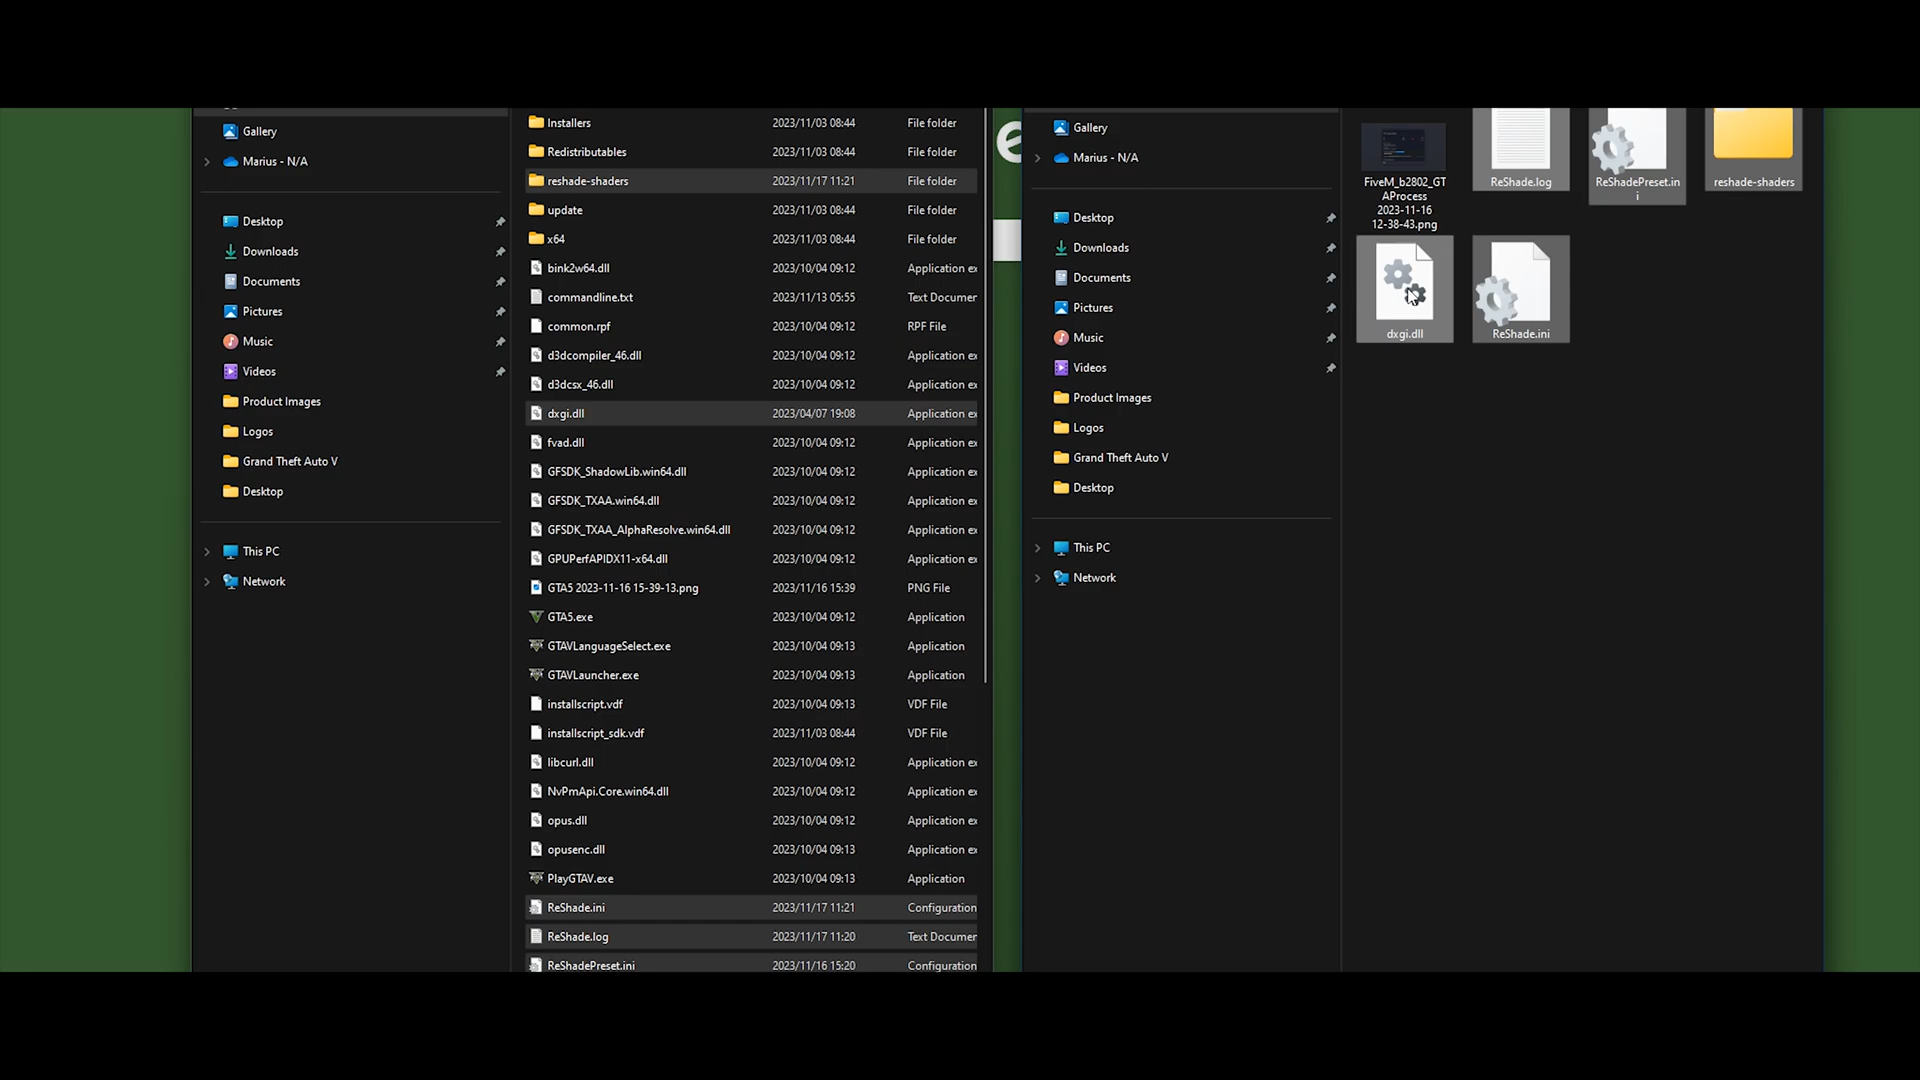 Gallery
Marius - N/A
Desktop
Downloads
Documents
Pictures
Music
Videos
Product Images
Logos
Grand Theft Auto V
Desktop
This PC
Network
Installers 2023/11/03 08:44 File folder
Redistributables 2023/11/03 08:44 File folder
reshade-shaders 2023/11/17 11:21 File folder
update 2023/11/03 08:44 File folder
x64 2023/11/03 08:44 File folder
bink2w64.dll 2023/10/04 09:12 Application ex
commandline.txt 2023/11/13 05:55 Text Documer
common.rpf 2023/10/04 09:12 RPF File
d3dcompiler_46.dll 2023/10/04 09:12 Application ex
d3dcsx_46.dll 2023/10/04 09:12 Application ex
dxgi.dll 2023/04/07 19:08 Application ex
fvad.dll 2023/10/04 09:12 Application ex
GFSDK_ShadowLib.win64.dll 2023/10/04 09:12 Application ex
GFSDK_TXAA.win64.dll 2023/10/04 09:12 Application ex
GFSDK_TXAA_AlphaResolve.win64.dll 2023/10/04 09:12 Application ex
GPUPerfAPIDX11-x64.dll 2023/10/04 09:12 Application ex
GTA5 2023-11-16 15-39-13.png 2023/11/16 15:39 PNG File
GTA5.exe 2023/10/04 09:12 Application
GTAVLanguageSelect.exe 2023/10/04 09:13 Application
GTAVLauncher.exe 2023/10/04 09:13 Application
installscript.vdf 2023/10/04 09:13 VDF File
installscript_sdk.vdf 2023/11/03 08:44 VDF File
libcurl.dll 2023/10/04 09:12 Application ex
NvPmApi.Core.win64.dll 2023/10/04 09:12 Application ex
opus.dll 2023/10/04 09:12 Application ex
opusenc.dll 2023/10/04 09:13 Application ex
PlayGTAV.exe 2023/10/04 09:13 Application
ReShade.ini 2023/11/17 11:21 Configuration
ReShade.log 2023/11/17 11:20 Text Documer
ReShadePreset.ini 2023/11/16 15:20 Configuration
e
Gallery
Marius - N/A
Desktop
Downloads
Documents
Pictures
Music
Videos
Product Images
Logos
Grand Theft Auto V
Desktop
This PC
Network
FiveM_b2802_GT
AProcess
2023-11-16
12-38-43.png
ReShade.log
ReShadePreset.in
i
reshade-shaders
dxgi.dll
ReShade.ini